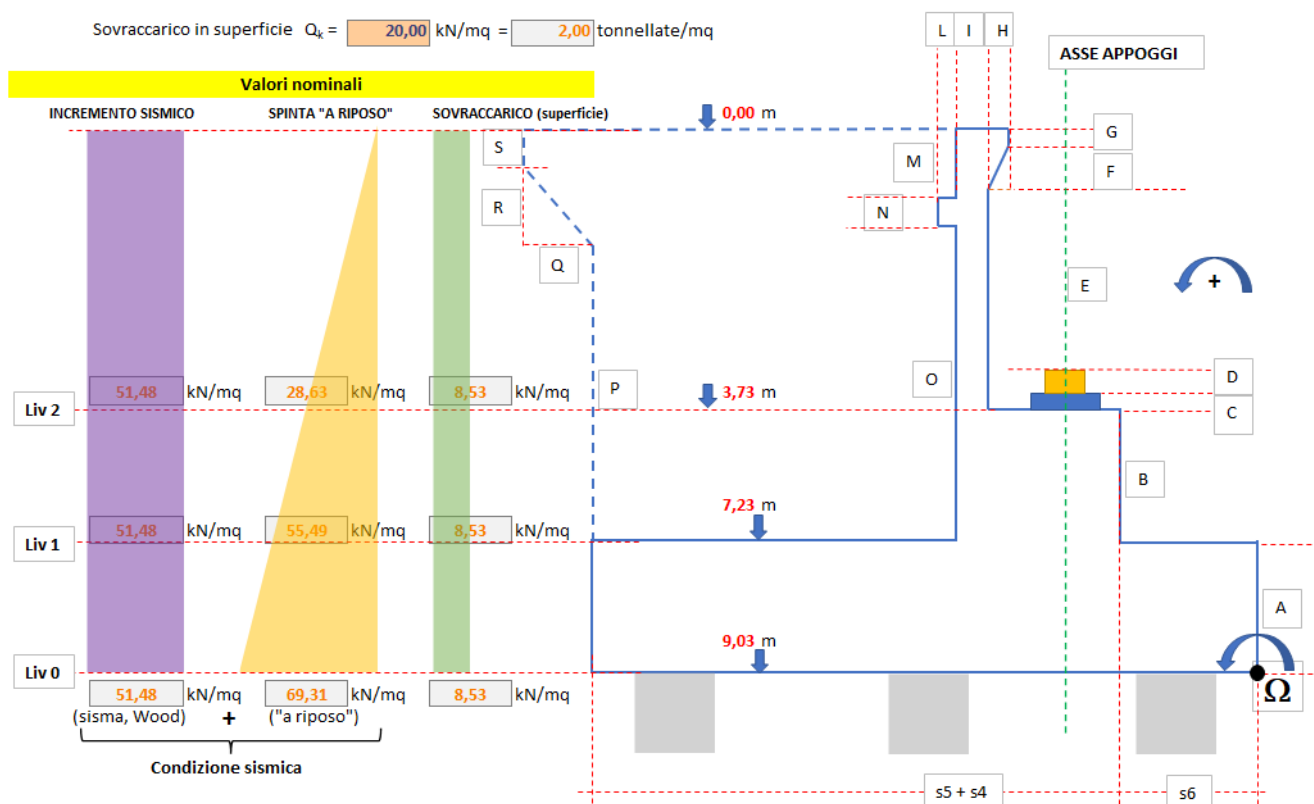 Sovraccarico in superficie Qk = 20,00 kN/mq = 2,00 tonnellate/mq
L I H
ASSE APPOGGI
Valori nominali
INCREMENTO SISMICO SPINTA "A RIPOSO" SOVRACCARICO (superficie)
0,00 m
G
S
M
F
R
N
Q
E
+
D
51,48 kN/mq 28,63 kN/mq 8,53 kN/mq
P
O
Liv 2
3,73 m
C
B
7,23 m
51,48 kN/mq 55,49 kN/mq 8,53 kN/mq
Liv 1
A
9,03 m
Liv 0
51,48 kN/mq 69,31 kN/mq 8,53 kN/mq
Ω
(sisma, Wood) + ("a riposo")
Condizione sismica
s5 + s4
s6